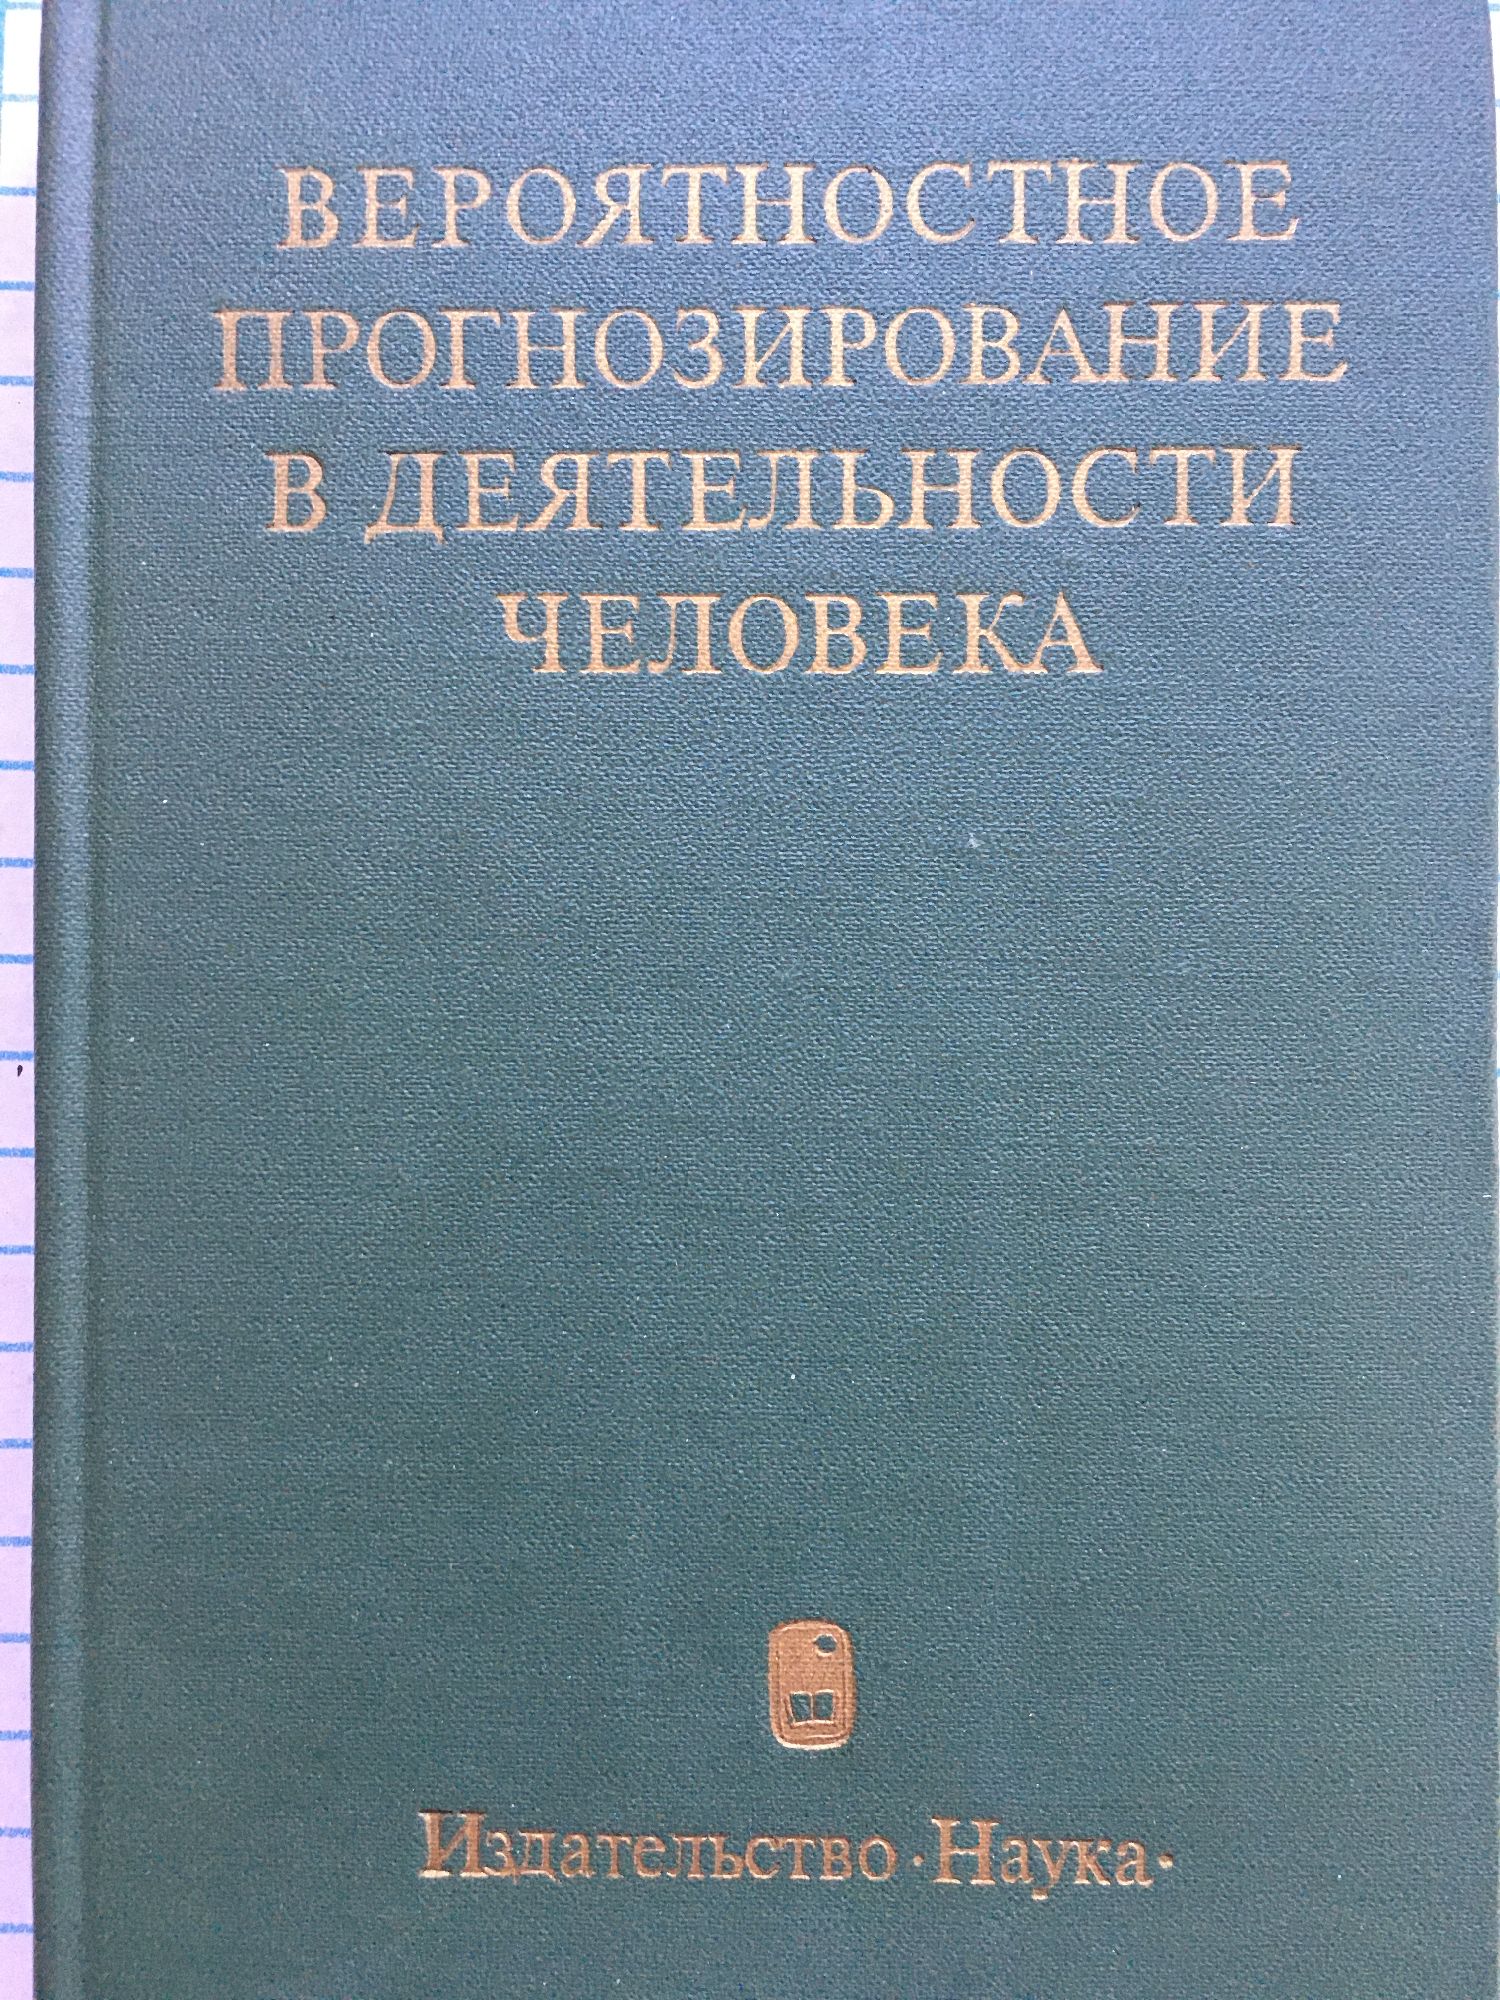 ВЕРОЯТНОСТНОЕ
ПРОГНОЗИРОВАНИЕ
В ДЕЯТЕЛЬНОСТИ
ЧЕЛОВЕКА
Издательство ·Наука·